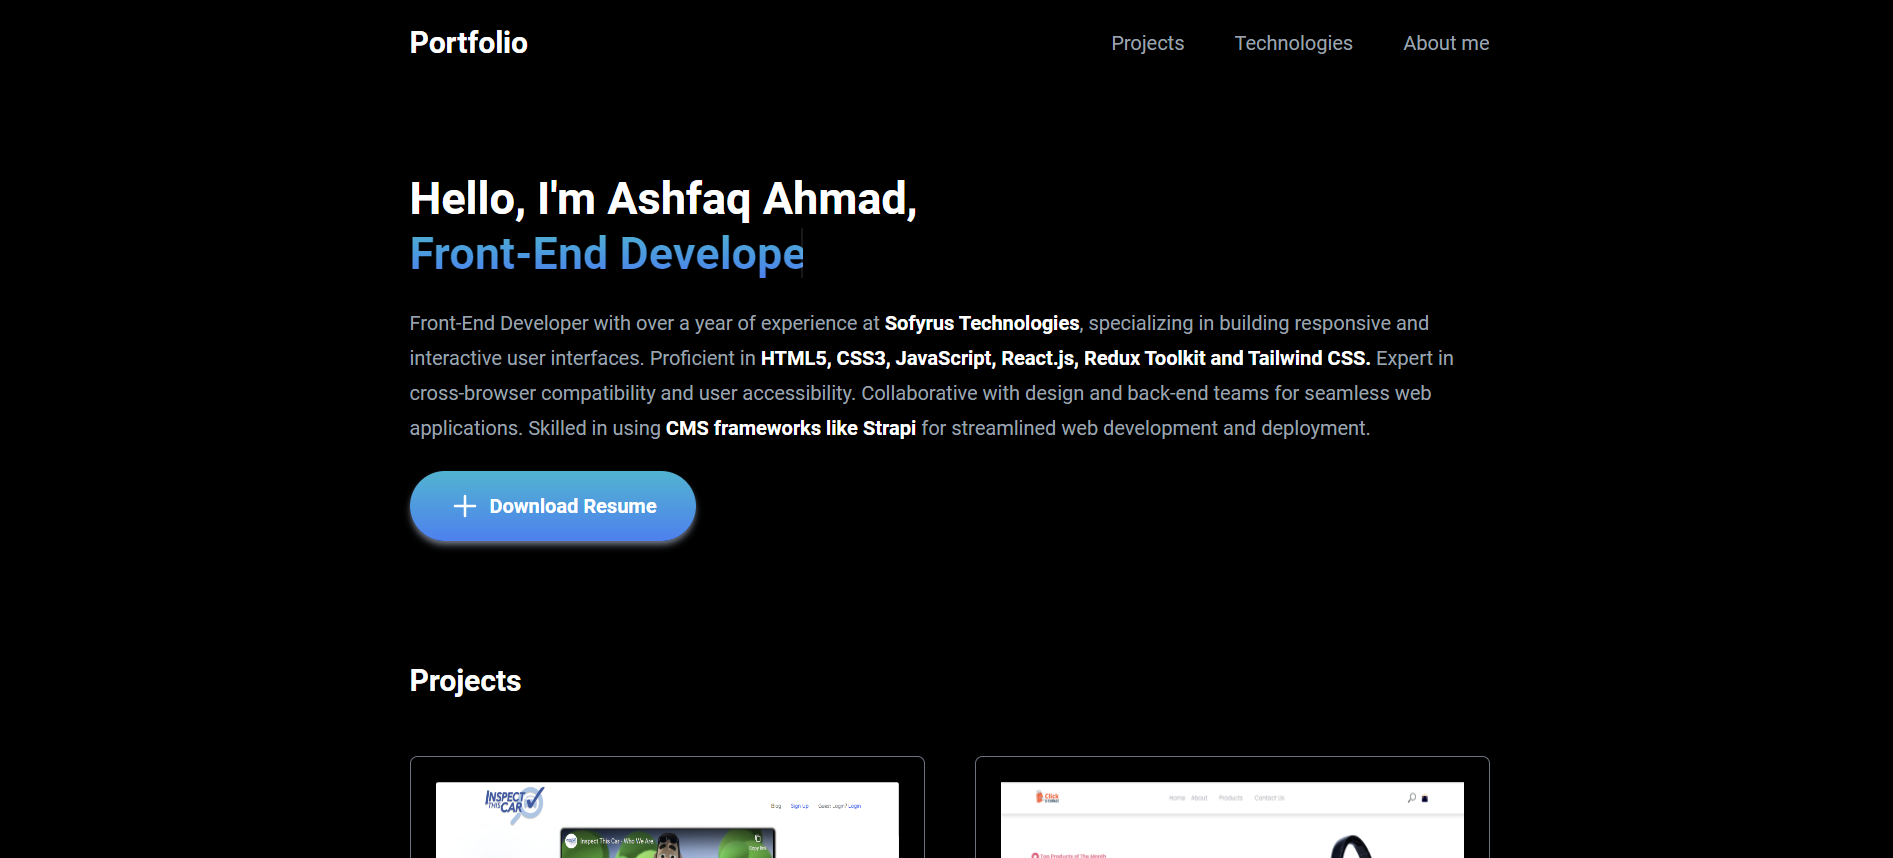 Portfolio
Projects
Technologies
About me
Hello, I'm Ashfaq Ahmad,
Front-End Develope
Front-End Developer with over a year of experience at Sofyrus Technologies, specializing in building responsive and
interactive user interfaces. Proficient in HTML5, CSS3, JavaScript, React.js, Redux Toolkit and Tailwind CSS. Expert in
cross-browser compatibility and user accessibility. Collaborative with design and back-end teams for seamless web
applications. Skilled in using CMS frameworks like Strapi for streamlined web development and deployment.
Download Resume
Projects
INSPECT
THIS CAR
Blog
Sign Up
Guest Login? Login
Inspect This Car - Who We Are
Copy link
Click
Home
About
Products
Contact Us
Top Products of The Month